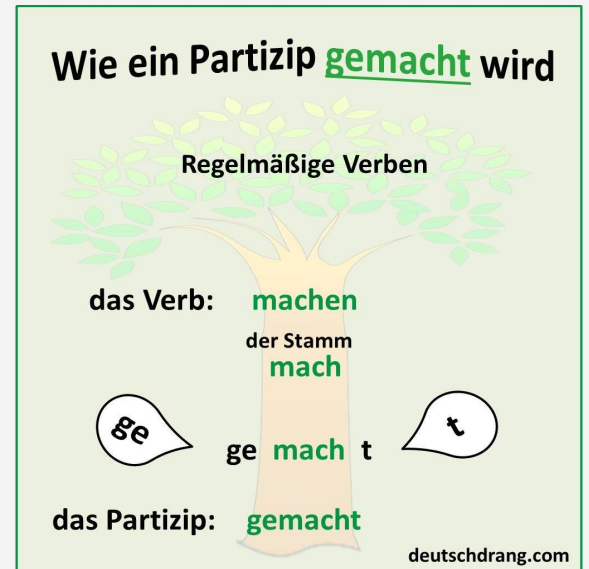 Wie ein Partizip gemacht wird
Regelmäßige Verben
das Verb: machen
der Stamm
mach
ge ge mach t t
das Partizip: gemacht
deutschdrang.com